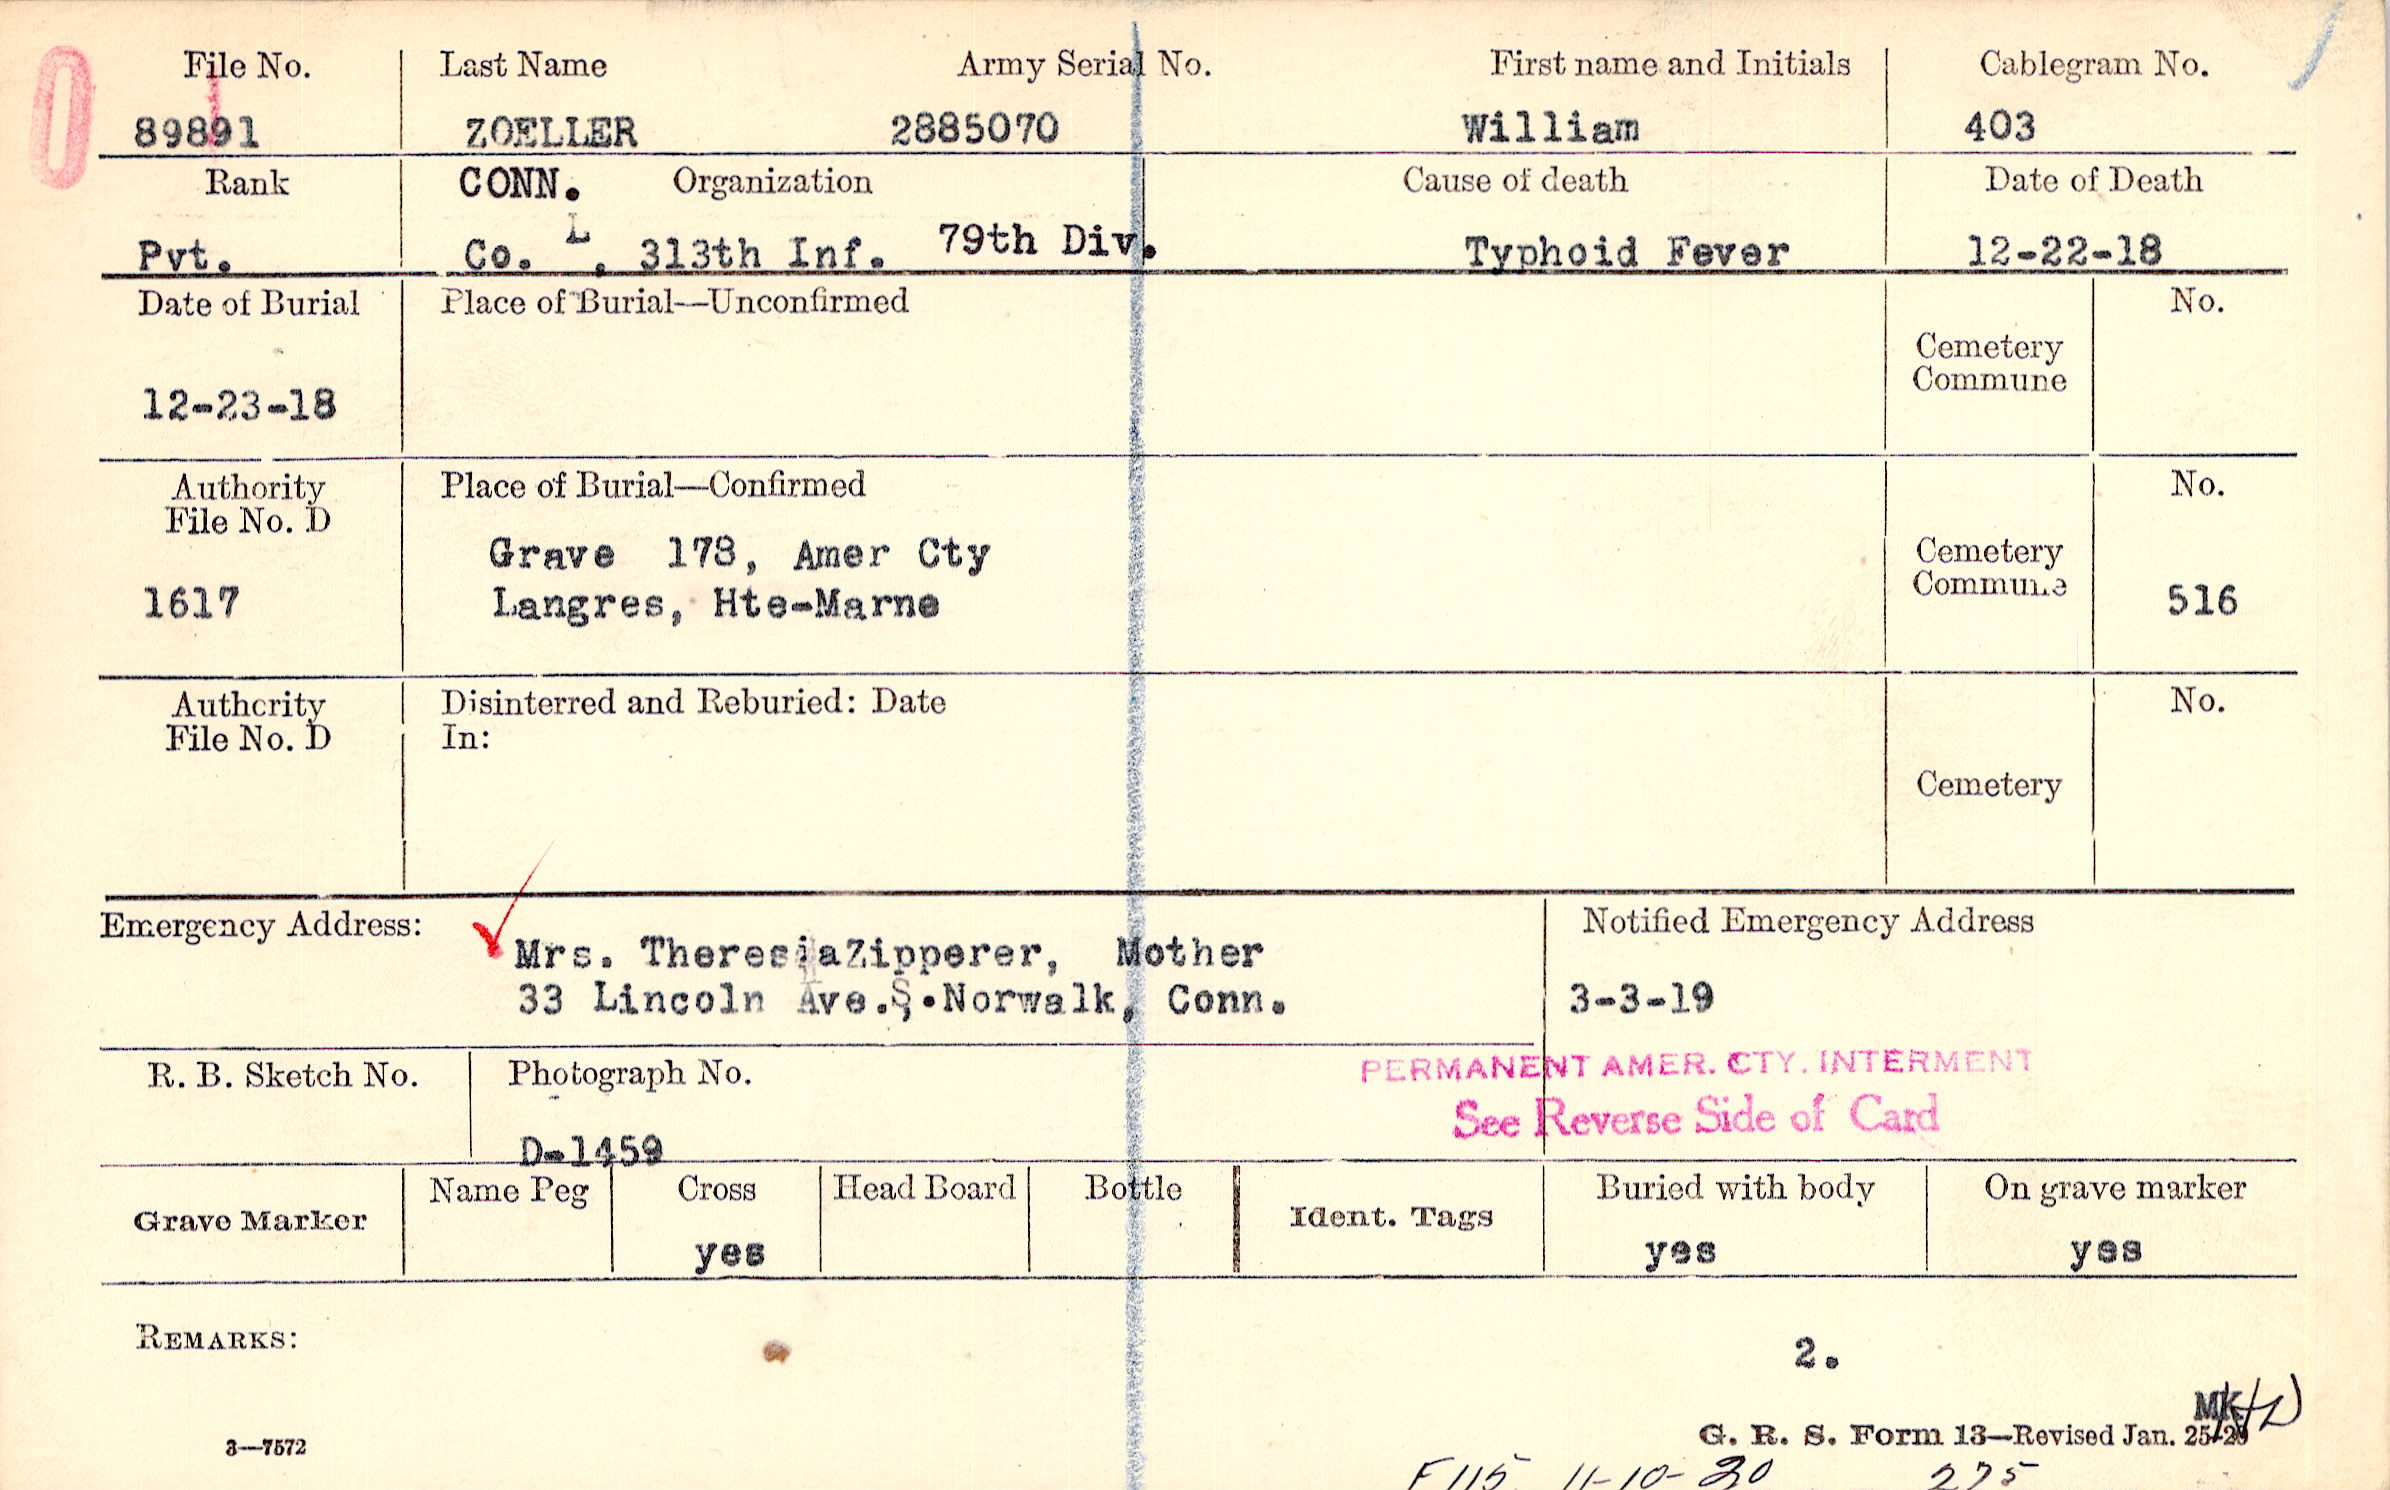 File No. Last Name Army Serial No. First name and Initials Cablegram No.
89891 ZOELLER 2885070 William 403
Rank CONN. Organization Cause of death Date of Death
Pvt. Co. L, 313th Inf. 79th Div. Typhoid Fever 12-22-18
Date of Burial Place of Burial—Unconfirmed No.
Cemetery
Commune
12-23-18
Authority Place of Burial—Confirmed No.
File No. D
Grave 178, Amer Cty Cemetery
1617 Langres, Hte-Marne Commune 516
Authority Disinterred and Reburied: Date No.
File No. D In:
Cemetery
Emergency Address: Notified Emergency Address
Mrs. Theresia Zipperer, Mother
33 Lincoln Ave. S. Norwalk, Conn. 3-3-19
R. B. Sketch No. Photograph No. PERMANENT AMER. CTY. INTERMENT
See Reverse Side of Card
D-1459
Grave Marker Name Peg Cross Head Board Bottle Ident. Tags Buried with body On grave marker
yes yes yes
REMARKS:
2.
MK
3—7572 G. R. S. Form 13—Revised Jan. 25-20
F115 11-10-20 275